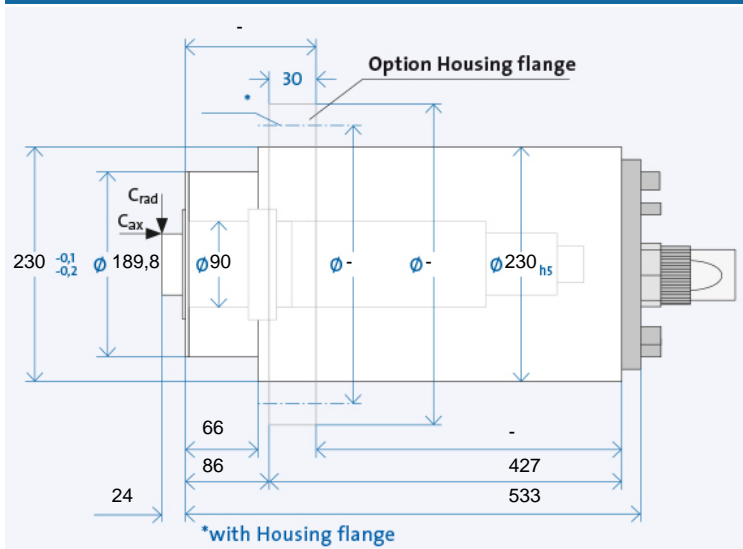 -
Option Housing flange
30
*
Crad
Cax
230 -0,1 -0,2
Ø 189,8
Ø90
Ø-
Ø-
Ø230 h5
66
-
86
427
24
533
*with Housing flange